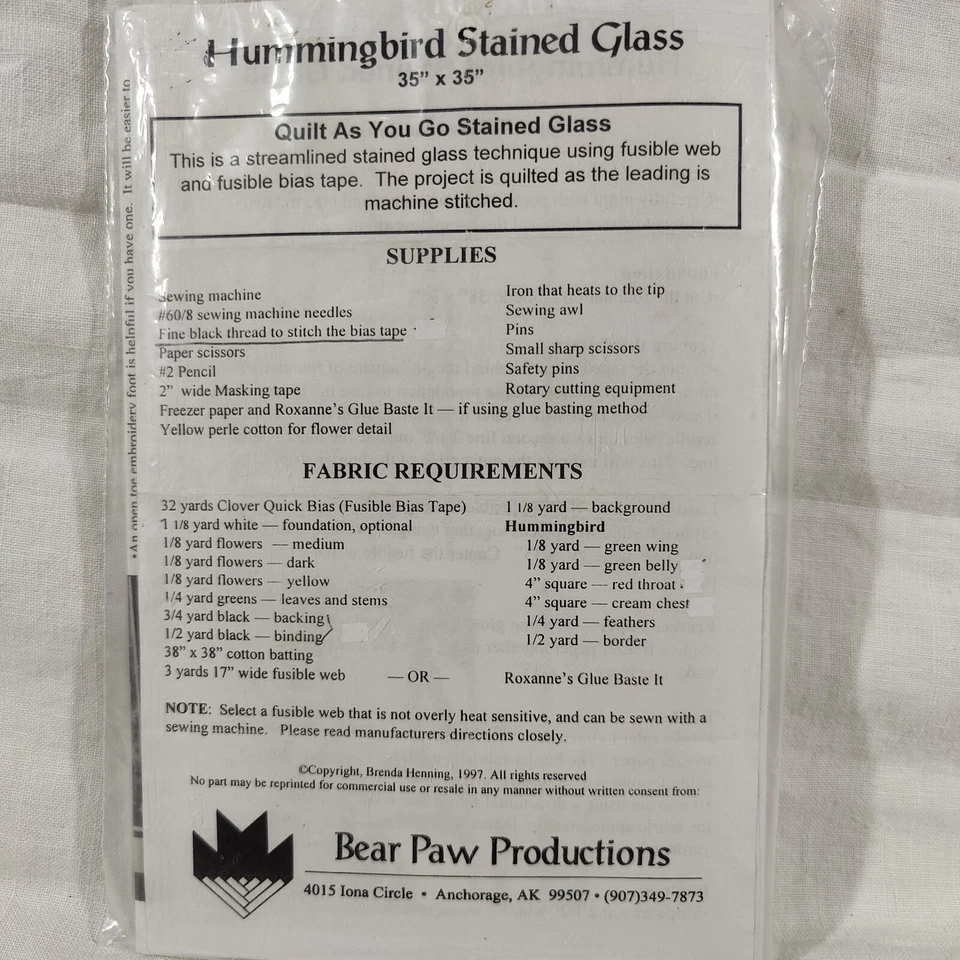 Hummingbird Stained Glass
35" x 35"
Quilt As You Go Stained Glass
This is a streamlined stained glass technique using fusible web
and fusible bias tape. The project is quilted as the leading is
machine stitched.
SUPPLIES
Sewing machine
#60/8 sewing machine needles
Fine black thread to stitch the bias tape
Paper scissors
#2 Pencil
2" wide Masking tape
Iron that heats to the tip
Sewing awl
Pins
Small sharp scissors
Safety pins
Rotary cutting equipment
Freezer paper and Roxanne's Glue Baste It — if using glue basting method
Yellow perle cotton for flower detail
FABRIC REQUIREMENTS
32 yards Clover Quick Bias (Fusible Bias Tape)
1 1/8 yard white — foundation, optional
1/8 yard flowers — medium
1/8 yard flowers — dark
1/8 yard flowers — yellow
1/4 yard greens — leaves and stems
3/4 yard black — backing
1/2 yard black — binding
38" x 38" cotton batting
3 yards 17" wide fusible web — OR — Roxanne's Glue Baste It
1 1/8 yard — background
Hummingbird
1/8 yard — green wing
1/8 yard — green belly
4" square — red throat
4" square — cream chest
1/4 yard — feathers
1/2 yard — border
NOTE: Select a fusible web that is not overly heat sensitive, and can be sewn with a
sewing machine. Please read manufacturers directions closely.
©Copyright, Brenda Henning, 1997. All rights reserved
No part may be reprinted for commercial use or resale in any manner without written consent from:
Bear Paw Productions
4015 Iona Circle • Anchorage, AK 99507 • (907)349-7873
•An open toe embroidery foot is helpful if you have one. It will be easier to